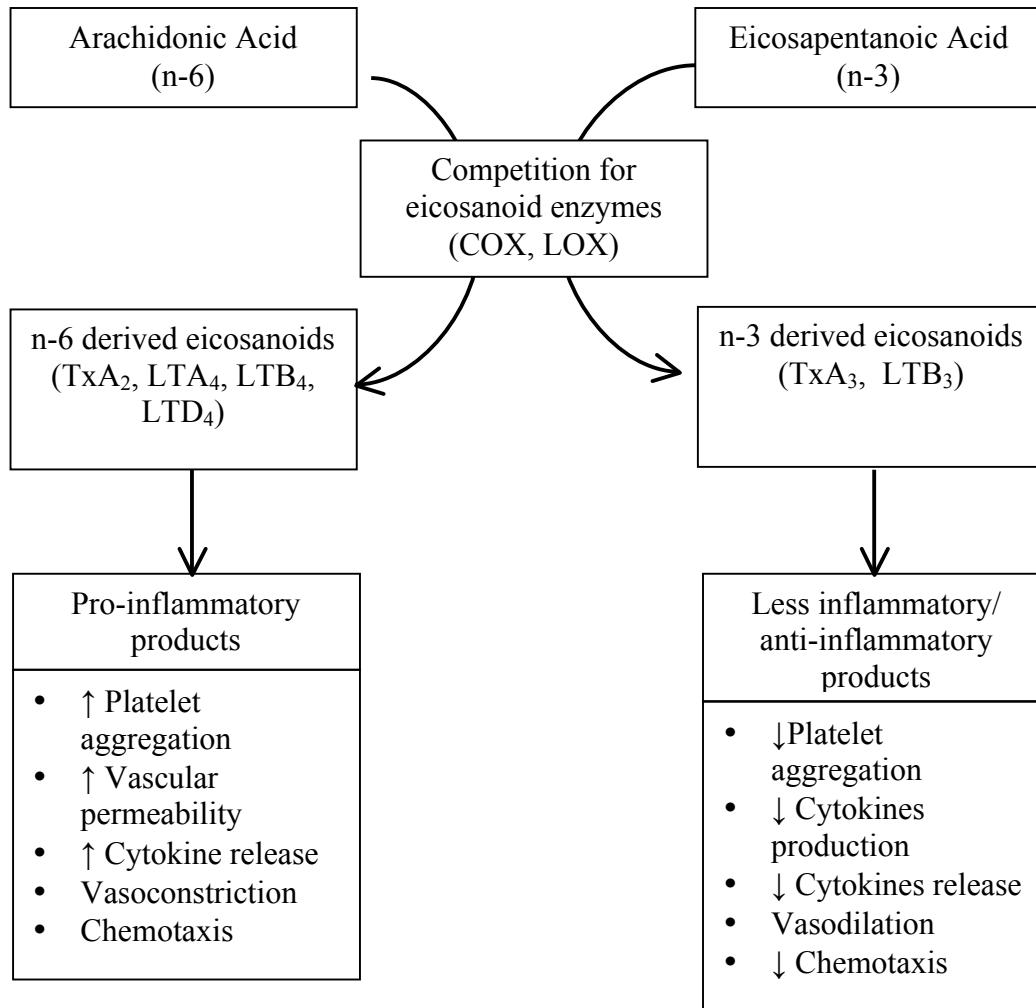 Arachidonic Acid
(n-6)
Eicosapentanoic Acid
(n-3)
Competition for
eicosanoid enzymes
(COX, LOX)
n-6 derived eicosanoids
(TxA₂, LTA₄, LTB₄,
LTD₄)
n-3 derived eicosanoids
(TxA₃, LTB₃)
Pro-inflammatory
products
• ↑ Platelet
aggregation
• ↑ Vascular
permeability
• ↑ Cytokine release
• Vasoconstriction
• Chemotaxis
Less inflammatory/
anti-inflammatory
products
• ↓Platelet
aggregation
• ↓ Cytokines
production
• ↓ Cytokines release
• Vasodilation
• ↓ Chemotaxis